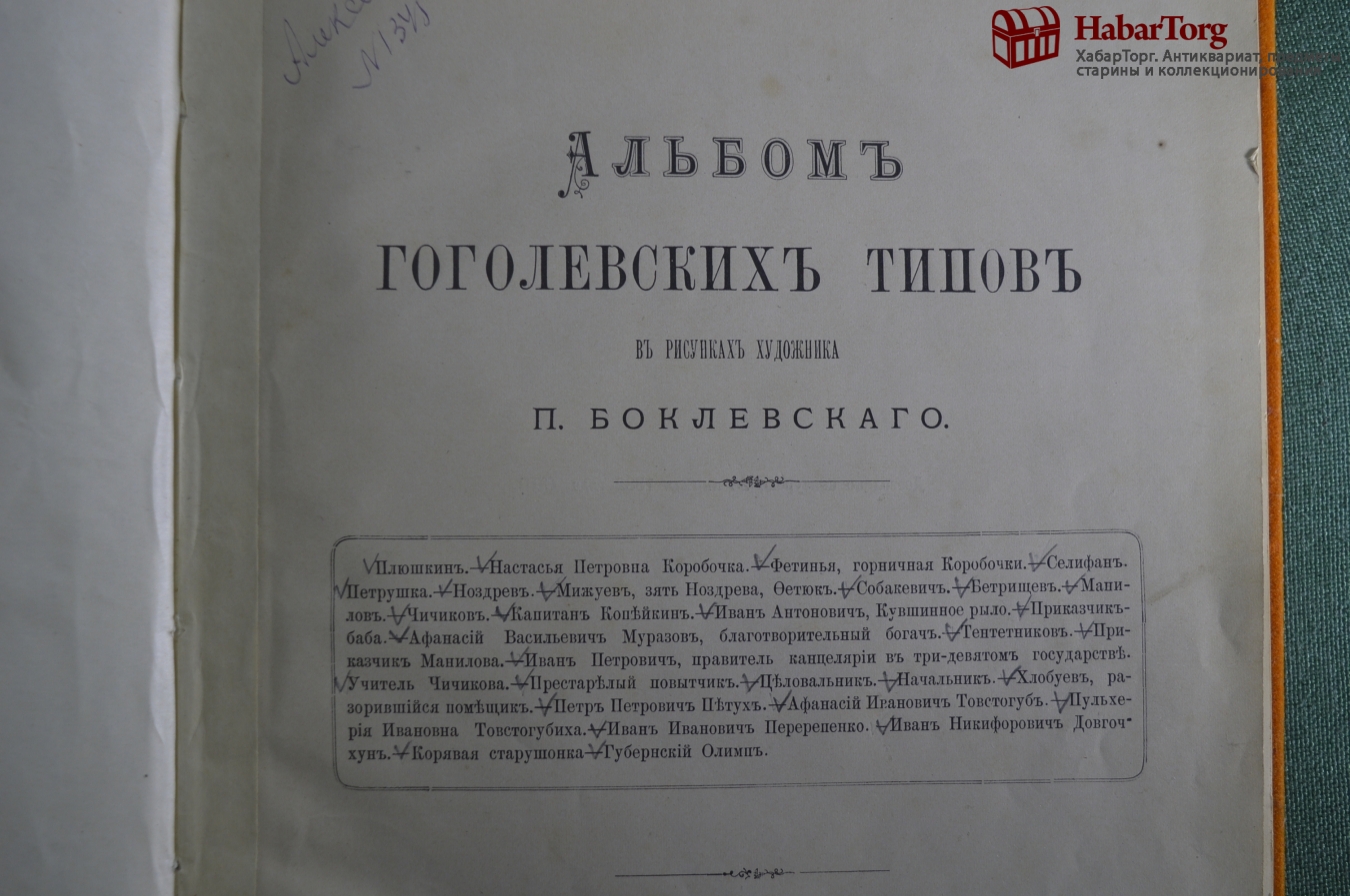 N 1345
HabarTorg
ХабарТорг. Антиквариат,
старины и коллекционирования
Альбомъ
ГОГОЛЕВСКИХЪ ТИПОВЪ
ВЪ РИСУНКАХЪ ХУДОЖНИКА
П. БОКЛЕВСКАГО.
Плюшкинъ.—Настасья Петровна Коробочка.—Фетинья, горничная Коробочки.—Селифанъ.
Петрушка.—Ноздревъ.—Мижуевъ, зять Ноздрева, Ѳетюкъ.—Собакевичъ.—Бетрищевъ.—Мани-
ловъ.—Чичиковъ.—Капитанъ Копѣйкинъ.—Иванъ Антоновичъ, Кувшинное рыло.—Приказчикъ-
баба.—Афанасій Васильевичъ Муразовъ, благотворительный богачъ.—Тентетниковъ.—При-
казчикъ Манилова.—Иванъ Петровичъ, правитель канцеляріи въ три-девятомъ государствѣ.
Учитель Чичикова.—Престарѣлый повытчикъ.—Цѣловальникъ.—Начальникъ.—Хлобуевъ, ра-
зорившійся помѣщикъ.—Петръ Петровичъ Пѣтухъ.—Афанасій Иrановичъ Товстогубъ.—Пульхе-
рія Ивановна Товстогубиха.—Иванъ Ивановичъ Перерепенко. Иванъ Никифоровичъ Довгоч-
хунъ.—Корявая старушонка—Губернскій Олимпъ.